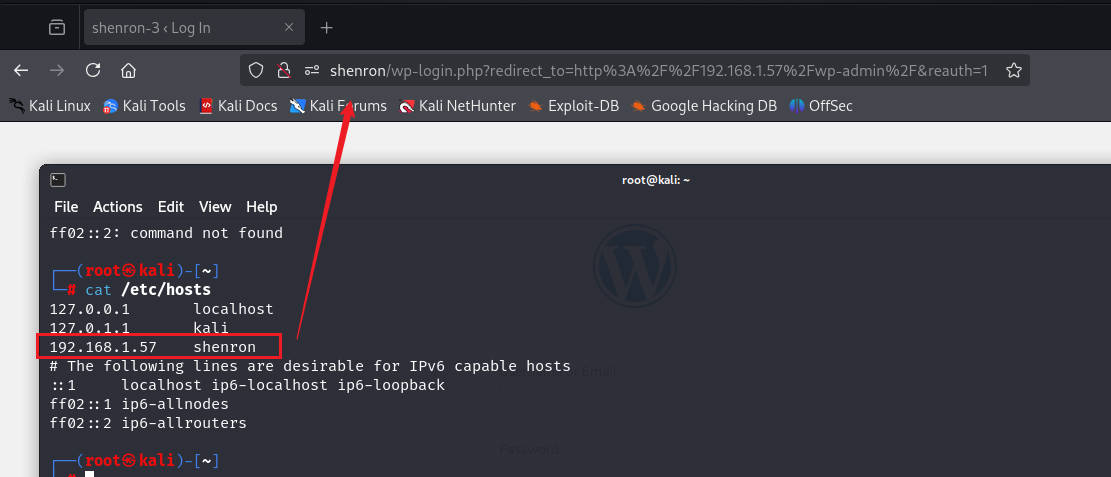 shenron-3 ‹ Log In
shenron/wp-login.php?redirect_to=http%3A%2F%2F192.168.1.57%2Fwp-admin%2F&reauth=1
Kali Linux Kali Tools Kali Docs Kali Forums Kali NetHunter Exploit-DB Google Hacking DB OffSec
root@kali: ~
File Actions Edit View Help
ff02::2: command not found
┌──(root㉿kali)-[~]
└─# cat /etc/hosts
127.0.0.1 localhost
127.0.1.1 kali
192.168.1.57 shenron
# The following lines are desirable for IPv6 capable hosts
Email
::1 localhost ip6-localhost ip6-loopback
ff02::1 ip6-allnodes
ff02::2 ip6-allrouters
Password
┌──(root㉿kali)-[~]
└─#